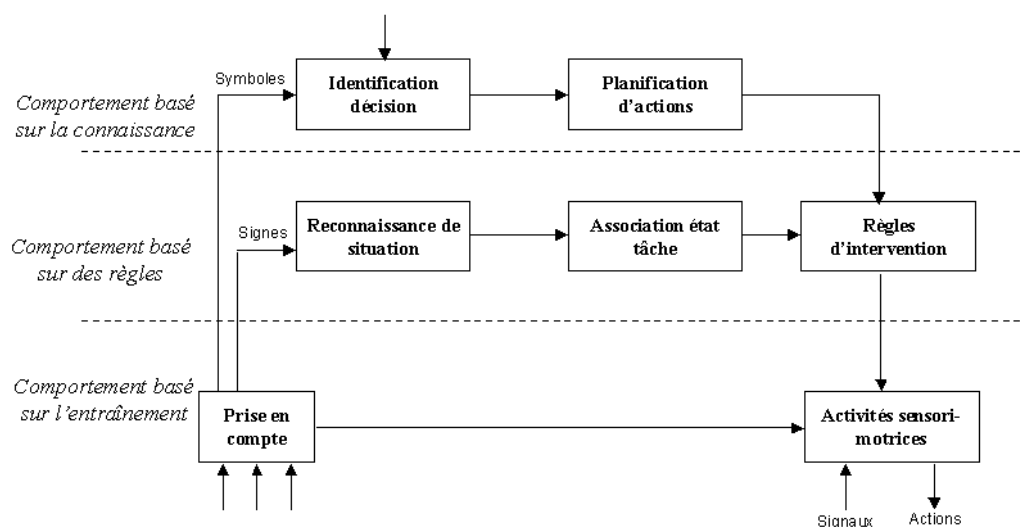 Symboles
Identification
décision
Planification
d'actions
Comportement basé
sur la connaissance
Signes
Reconnaissance de
situation
Association état
tâche
Règles
d'intervention
Comportement basé
sur des règles
Comportement basé
sur l'entraînement
Prise en
compte
Activités sensori-
motrices
Signaux
Actions